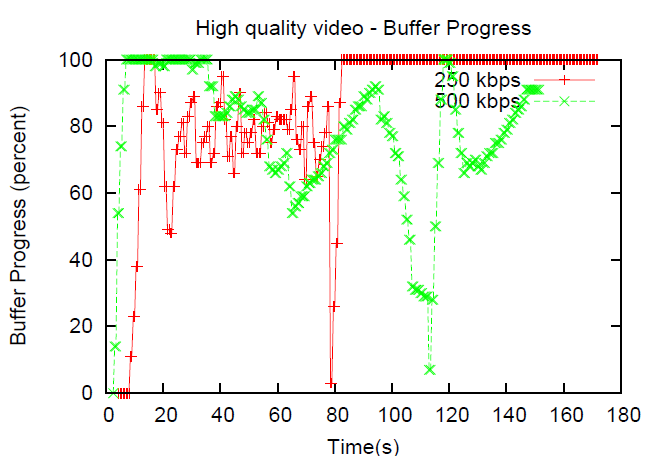 High quality video - Buffer Progress
Buffer Progress (percent)
100
80
60
40
20
0
250 kbps
500 kbps
0 20 40 60 80 100 120 140 160 180
Time(s)